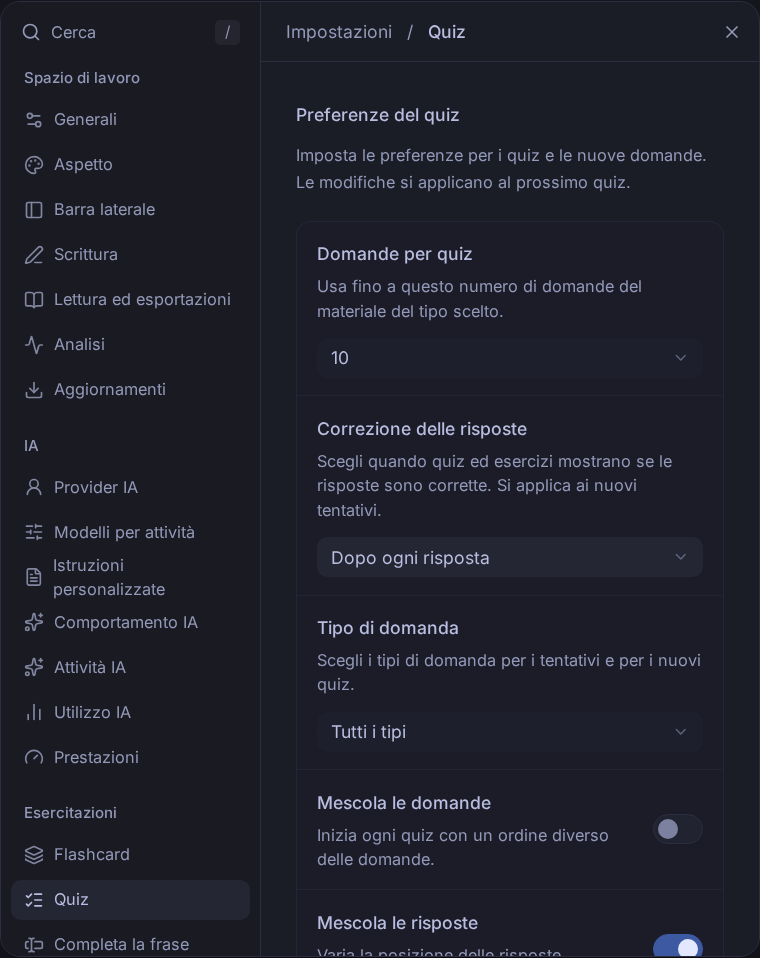 Cerca /
Spazio di lavoro
Generali
Aspetto
Barra laterale
Scrittura
Lettura ed esportazioni
Analisi
Aggiornamenti
IA
Provider IA
Modelli per attività
Istruzioni
personalizzate
Comportamento IA
Attività IA
Utilizzo IA
Prestazioni
Esercitazioni
Flashcard
Quiz
Completa la frase
Impostazioni / Quiz
Preferenze del quiz
Imposta le preferenze per i quiz e le nuove domande.
Le modifiche si applicano al prossimo quiz.
Domande per quiz
Usa fino a questo numero di domande del
materiale del tipo scelto.
10
Correzione delle risposte
Scegli quando quiz ed esercizi mostrano se le
risposte sono corrette. Si applica ai nuovi
tentativi.
Dopo ogni risposta
Tipo di domanda
Scegli i tipi di domanda per i tentativi e per i nuovi
quiz.
Tutti i tipi
Mescola le domande
Inizia ogni quiz con un ordine diverso
delle domande.
Mescola le risposte
Varia la posizione delle risposte